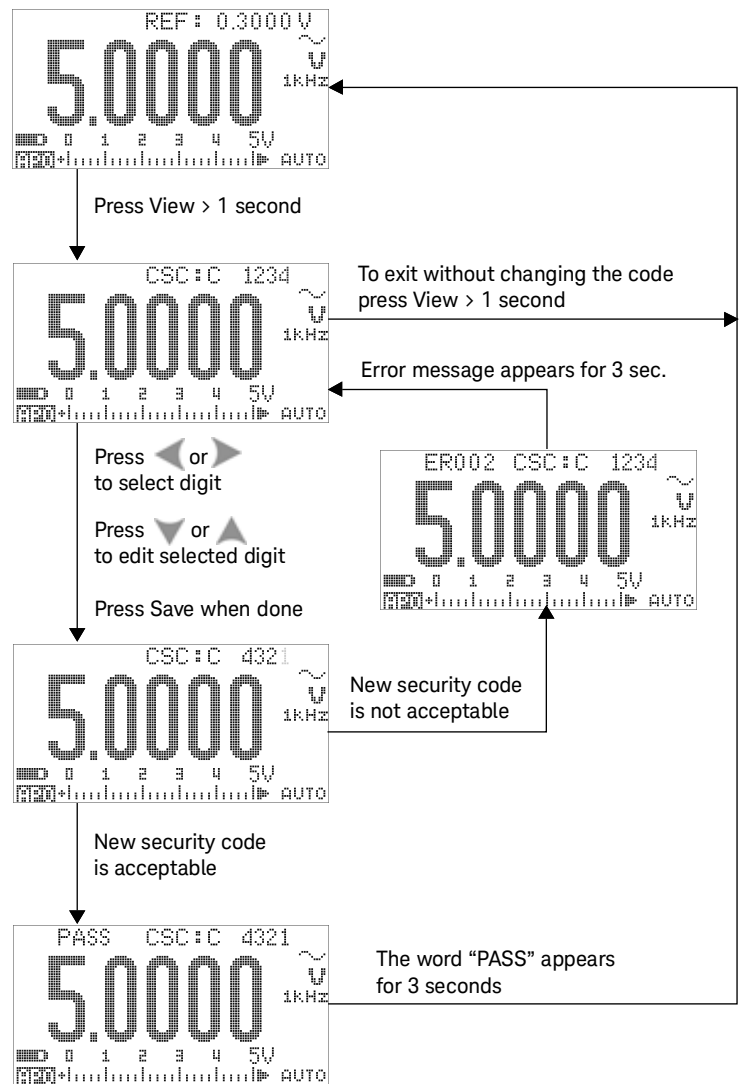 REF: 0.3000 V
5.0000
V
1kHz
0 1 2 3 4 5V
APO AUTO
Press View > 1 second
CSC:C 1234
5.0000
V
1kHz
0 1 2 3 4 5V
APO AUTO
To exit without changing the code
press View > 1 second
Error message appears for 3 sec.
Press ◀ or ▶
to select digit
Press ▼ or ▲
to edit selected digit
Press Save when done
ER002 CSC:C 1234
5.0000
V
1kHz
0 1 2 3 4 5V
APO AUTO
CSC:C 4321
5.0000
V
1kHz
0 1 2 3 4 5V
APO AUTO
New security code
is not acceptable
New security code
is acceptable
PASS CSC:C 4321
5.0000
V
1kHz
0 1 2 3 4 5V
APO AUTO
The word “PASS” appears
for 3 seconds